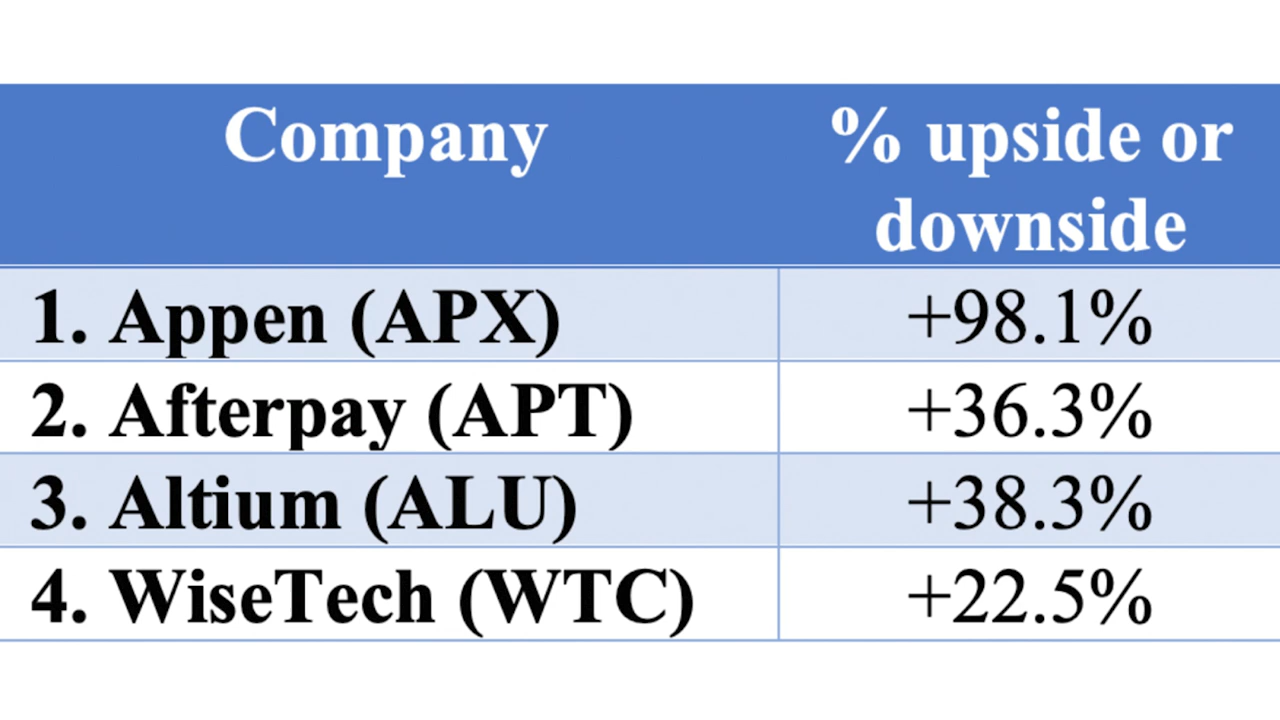 Company
% upside or
downside
1. Appen (APX)
+98.1%
2. Afterpay (APT)
+36.3%
3. Altium (ALU)
+38.3%
4. WiseTech (WTC)
+22.5%